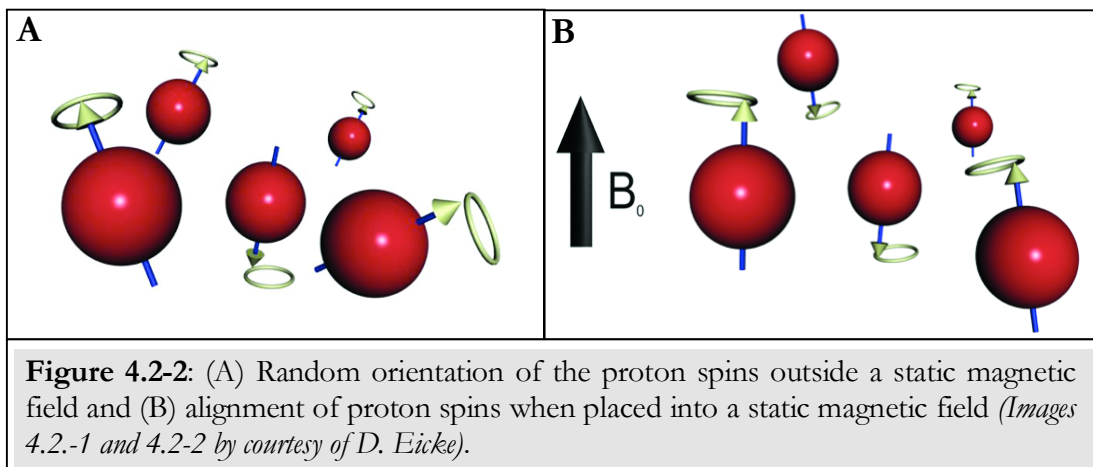 A
B
B₀
Figure 4.2-2: (A) Random orientation of the proton spins outside a static magnetic
field and (B) alignment of proton spins when placed into a static magnetic field (Images
4.2.-1 and 4.2-2 by courtesy of D. Eicke).